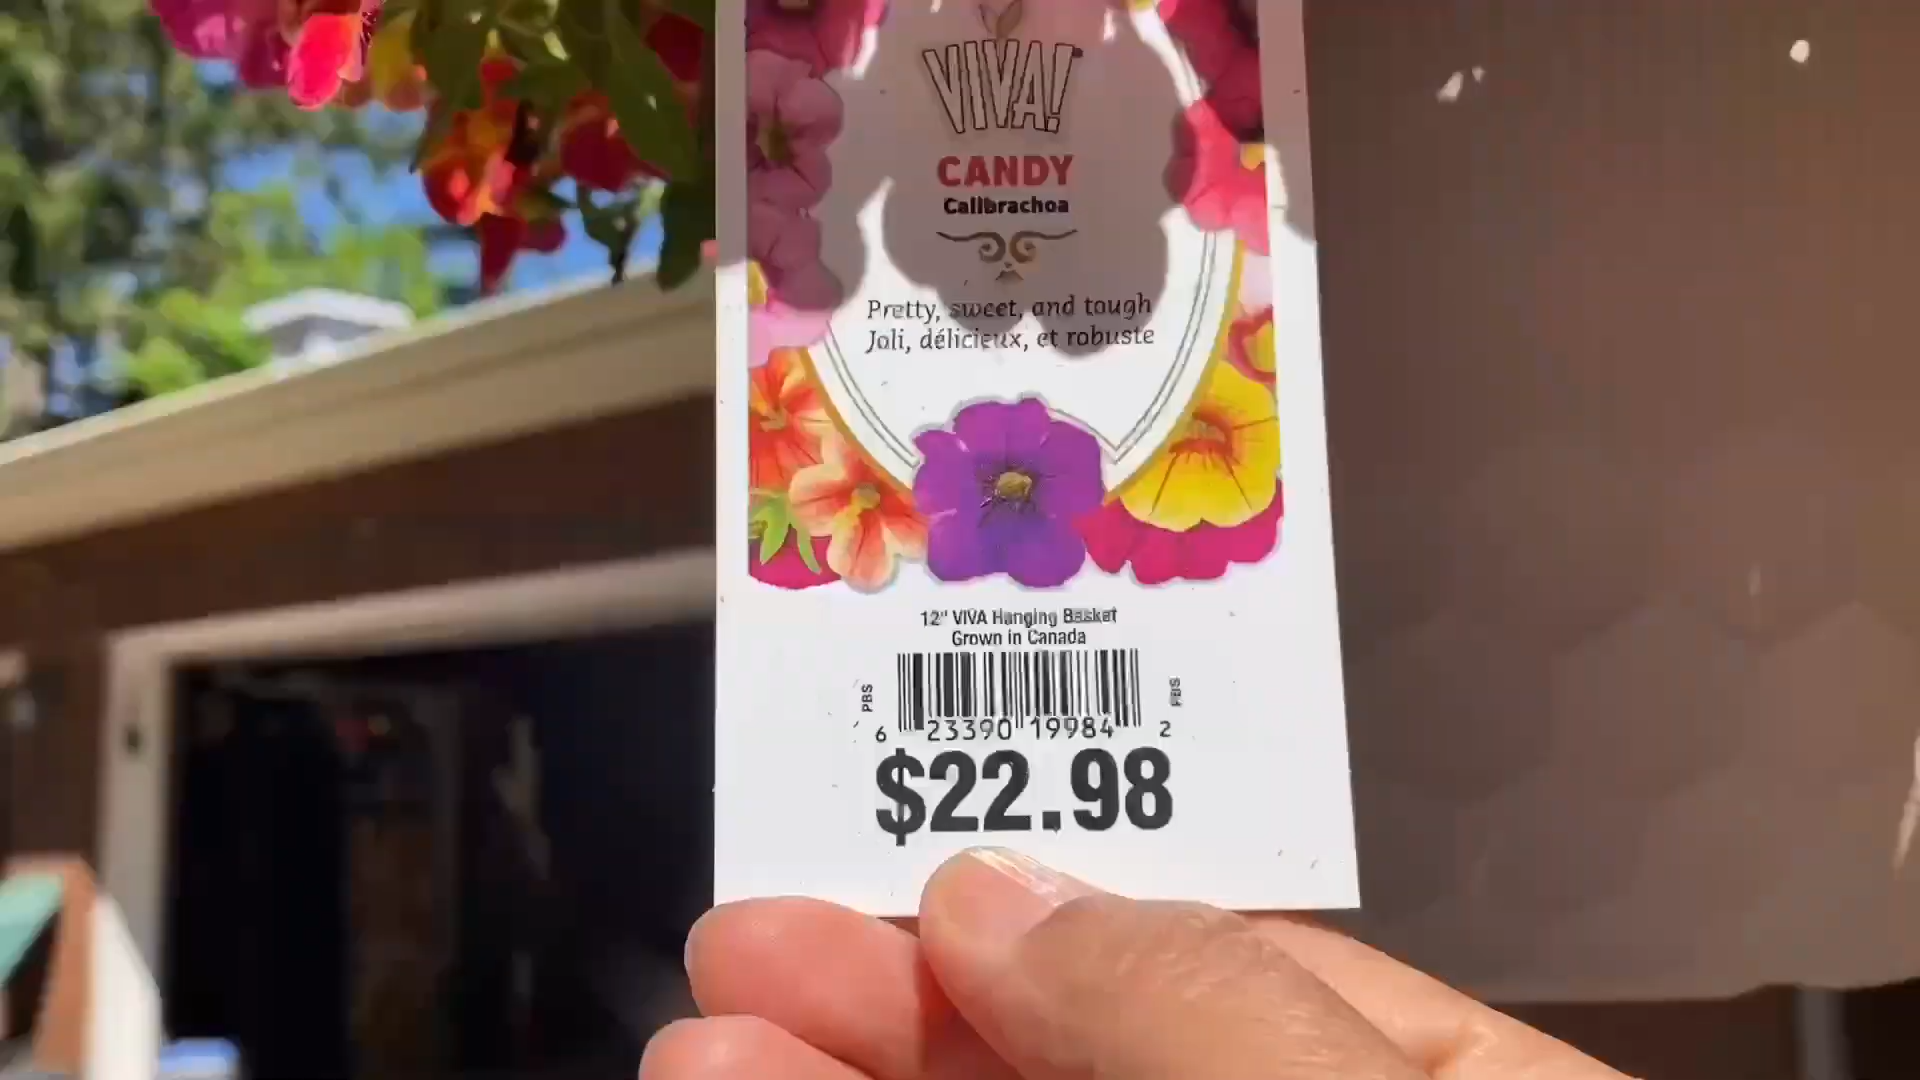 VIVA!
CANDY
Calibrachoa
Pretty, sweet, and tough
Joli, délicieux, et robuste
12" VIVA Hanging Basket
Grown in Canada
PBS
PBS
6 23390 19984 2
$22.98